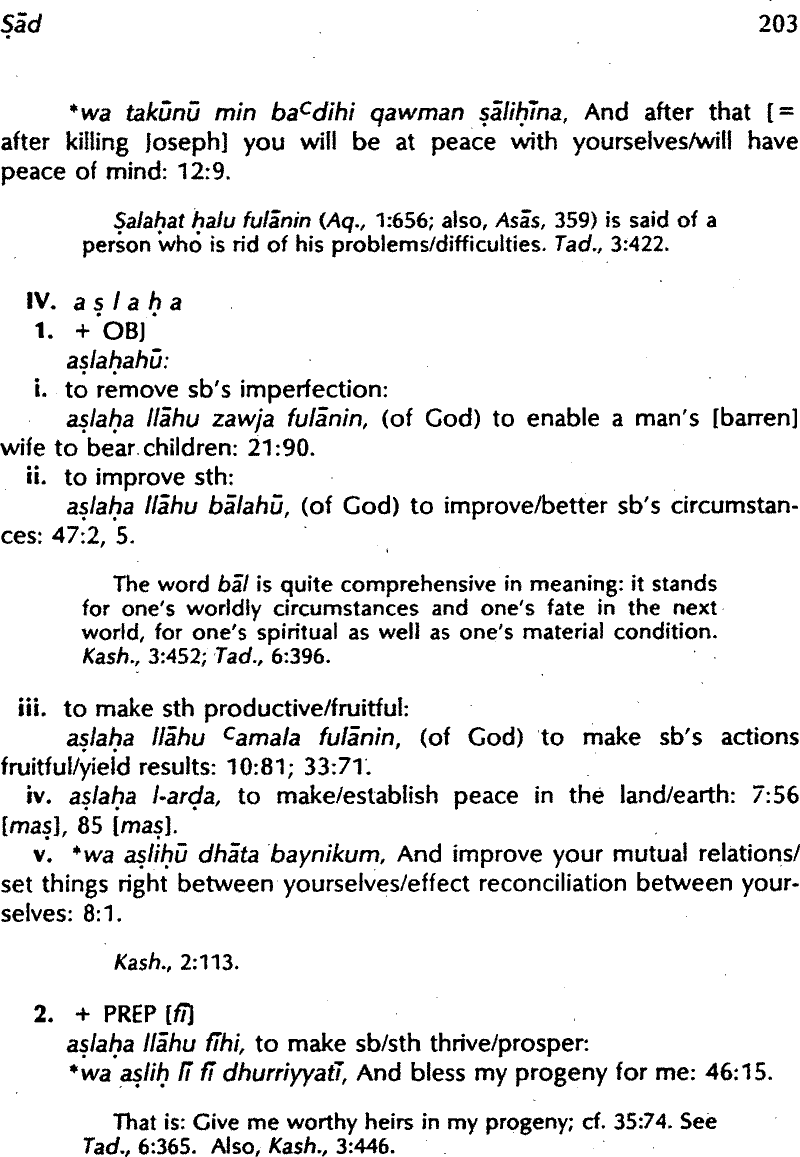 Ṣād 203
*wa takūnū min baᶜdihi qawman ṣāliḥīna, And after that [=
after killing Joseph] you will be at peace with yourselves/will have
peace of mind: 12:9.
Ṣalaḥat ḥalu fulānin (Aq., 1:656; also, Asās, 359) is said of a
person who is rid of his problems/difficulties. Tad., 3:422.
IV. a ṣ l a ḥ a
1. + OBJ
aṣlaḥahū:
i. to remove sb's imperfection:
aṣlaḥa llāhu zawja fulānin, (of God) to enable a man's [barren]
wife to bear children: 21:90.
ii. to improve sth:
aṣlaḥa llāhu bālahū, (of God) to improve/better sb's circumstan-
ces: 47:2, 5.
The word bāl is quite comprehensive in meaning: it stands
for one's worldly circumstances and one's fate in the next
world, for one's spiritual as well as one's material condition.
Kash., 3:452; Tad., 6:396.
iii. to make sth productive/fruitful:
aṣlaḥa llāhu ᶜamala fulānin, (of God) to make sb's actions
fruitful/yield results: 10:81; 33:71.
iv. aṣlaḥa l-arḍa, to make/establish peace in the land/earth: 7:56
[maṣ], 85 [maṣ].
v. *wa aṣliḥū dhāta baynikum, And improve your mutual relations/
set things right between yourselves/effect reconciliation between your-
selves: 8:1.
Kash., 2:113.
2. + PREP [fī]
aṣlaḥa llāhu fīhi, to make sb/sth thrive/prosper:
*wa aṣliḥ lī fī dhurriyyatī, And bless my progeny for me: 46:15.
That is: Give me worthy heirs in my progeny; cf. 35:74. See
Tad., 6:365. Also, Kash., 3:446.